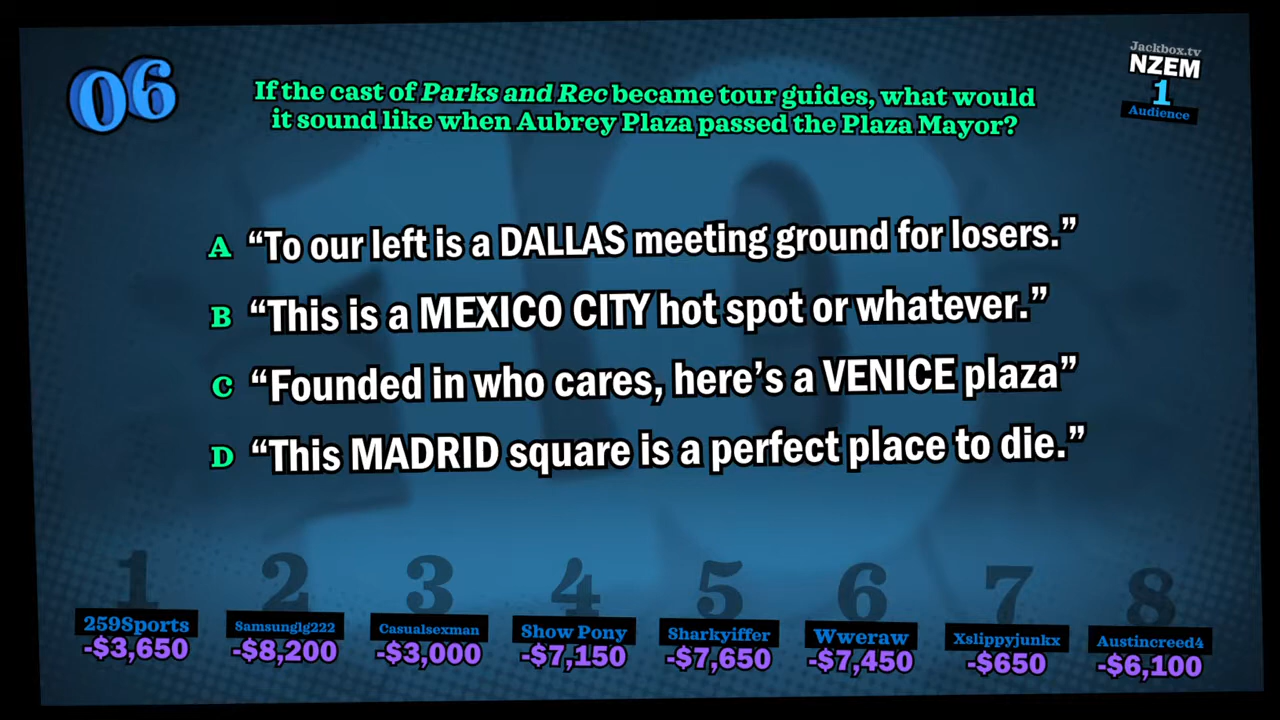 06
Jackbox.tv
NZEM
1
Audience
If the cast of Parks and Rec became tour guides, what would
it sound like when Aubrey Plaza passed the Plaza Mayor?
A "To our left is a DALLAS meeting ground for losers."
B "This is a MEXICO CITY hot spot or whatever."
C "Founded in who cares, here's a VENICE plaza"
D "This MADRID square is a perfect place to die."
10
1 2 3 4 5 6 7 8
259Sports Samsunglg222 Casualsexman Show Pony Sharkyiffer Wweraw Xslippyjunkx Austincreed4
-$3,650 -$8,200 -$3,000 -$7,150 -$7,650 -$7,450 -$650 -$6,100